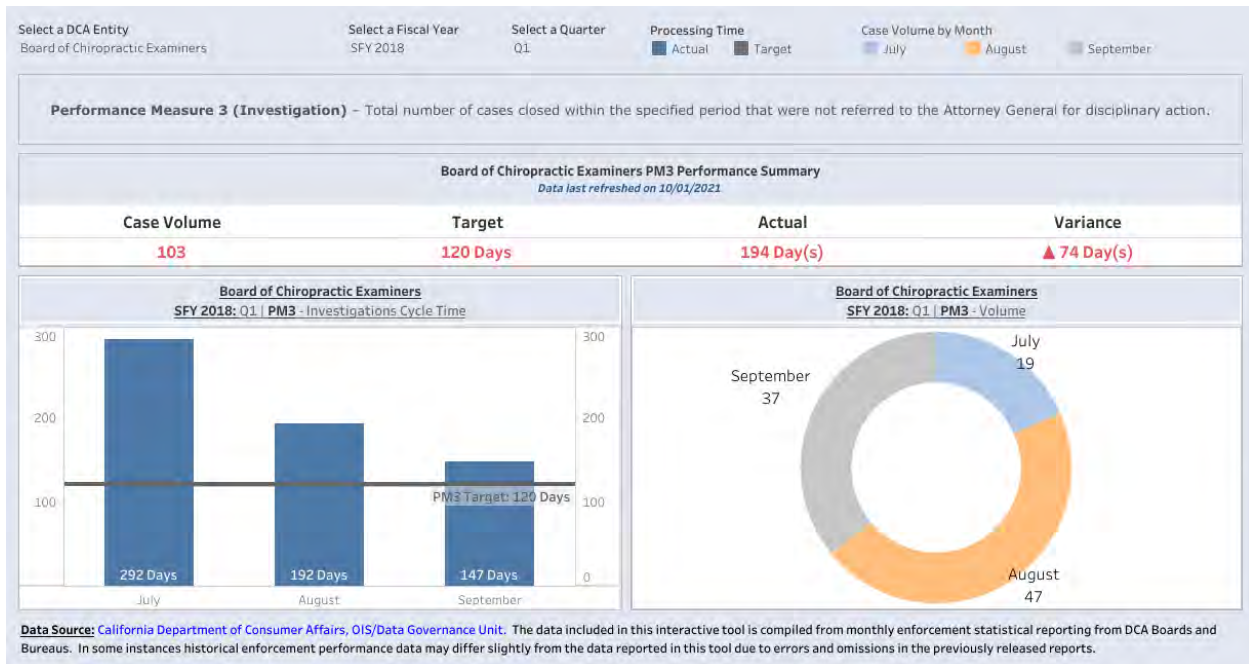 Select a DCA Entity
Select a Fiscal Year
Select a Quarter
Processing Time
Case Volume by Month
Board of Chiropractic Examiners
SFY 2018
Q1
Actual
Target
July
August
September
Performance Measure 3 (Investigation) – Total number of cases closed within the specified period that were not referred to the Attorney General for disciplinary action.
Board of Chiropractic Examiners PM3 Performance Summary
Data last refreshed on 10/01/2021
Case Volume
Target
Actual
Variance
103
120 Days
194 Day(s)
▲ 74 Day(s)
Board of Chiropractic Examiners
SFY 2018: Q1 | PM3 - Investigations Cycle Time
300
300
200
200
PM3 Target: 120 Days
100
100
292 Days
192 Days
147 Days
0
July
August
September
Board of Chiropractic Examiners
SFY 2018: Q1 | PM3 - Volume
July
19
September
37
August
47
Data Source: California Department of Consumer Affairs, OIS/Data Governance Unit. The data included in this interactive tool is compiled from monthly enforcement statistical reporting from DCA Boards and
Bureaus. In some instances historical enforcement performance data may differ slightly from the data reported in this tool due to errors and omissions in the previously released reports.